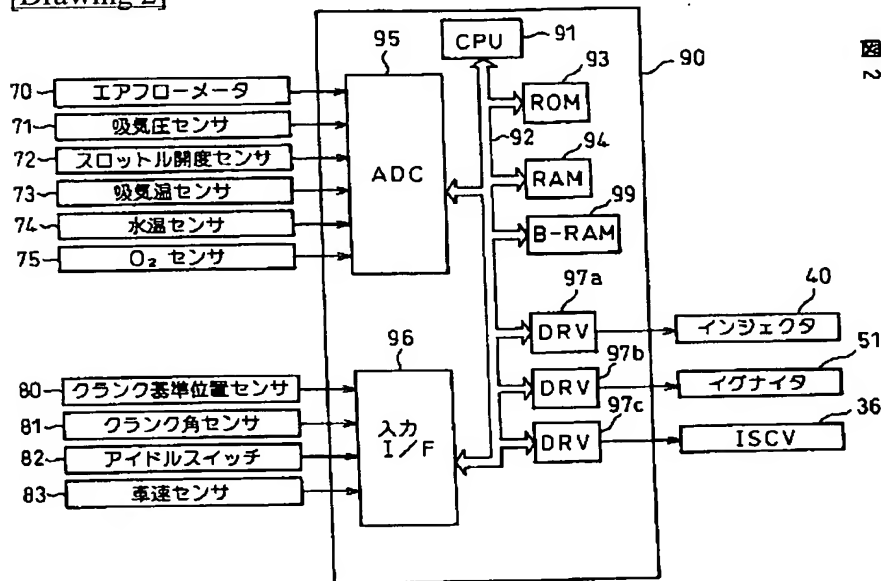 [Drawing 2]
図2
90
95
ADC
CPU
91
93
ROM
92
94
RAM
99
B-RAM
70
エアフローメータ
71
吸気圧センサ
72
スロットル開度センサ
73
吸気温センサ
74
水温センサ
75
O₂ センサ
96
入力
I/F
80
クランク基準位置センサ
81
クランク角センサ
82
アイドルスイッチ
83
車速センサ
97a
DRV
97b
DRV
97c
DRV
40
インジェクタ
51
イグナイタ
36
ISCV